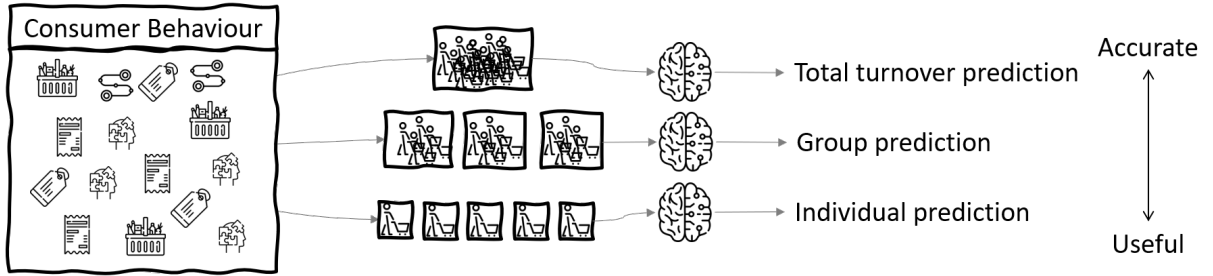 Consumer Behaviour
Accurate
Total turnover prediction
Group prediction
Individual prediction
Useful